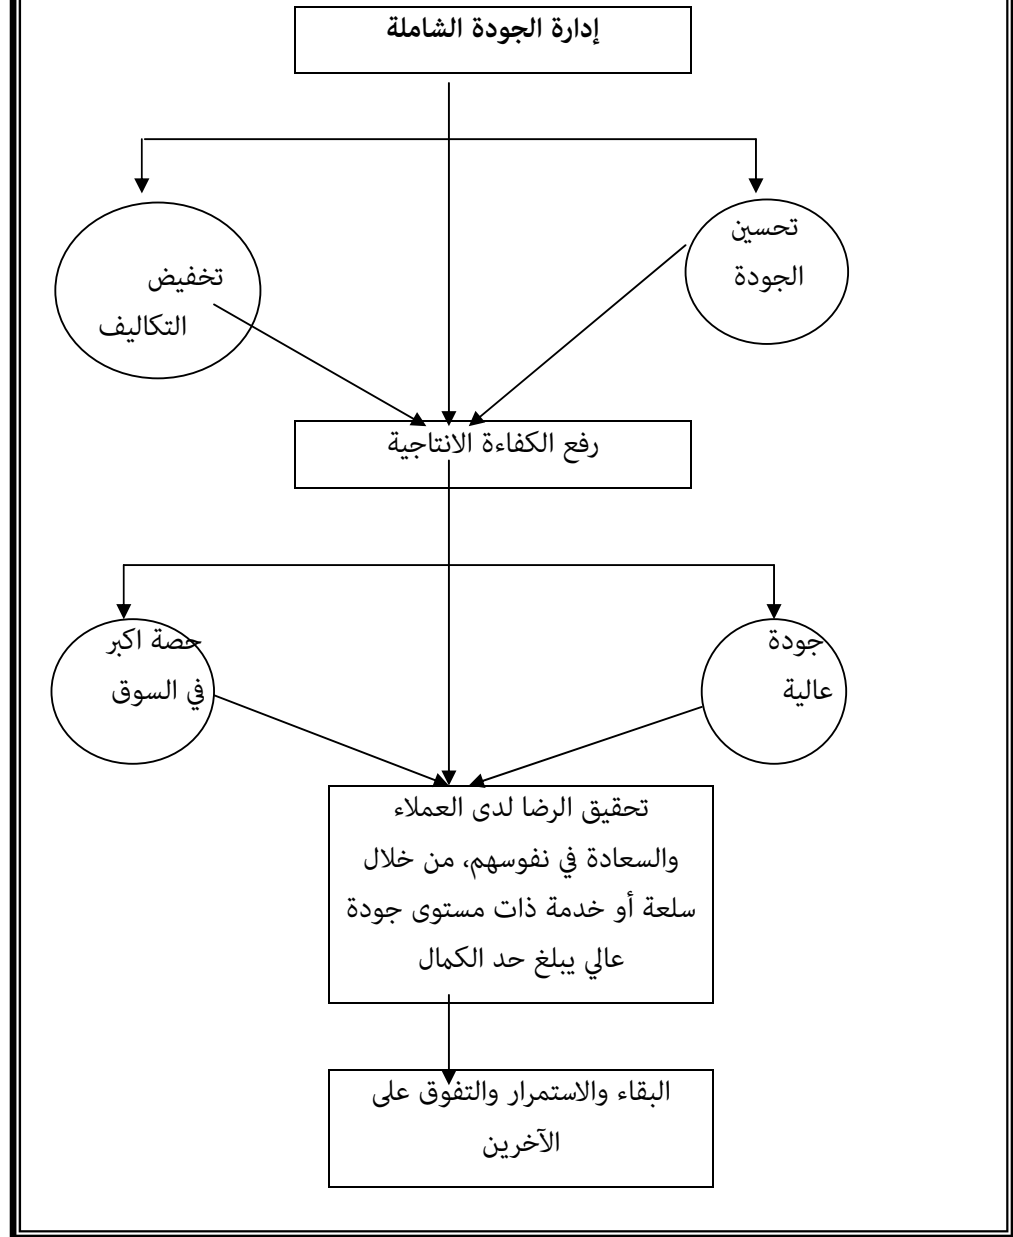 إدارة الجودة الشاملة
تحسين
الجودة
تخفيض
التكاليف
رفع الكفاءة الانتاجية
جودة
عالية
حصة اكبر
في السوق
تحقيق الرضا لدى العملاء
والسعادة في نفوسهم، من خلال
سلعة أو خدمة ذات مستوى جودة
عالي يبلغ حد الكمال
البقاء والاستمرار والتفوق على
الآخرين